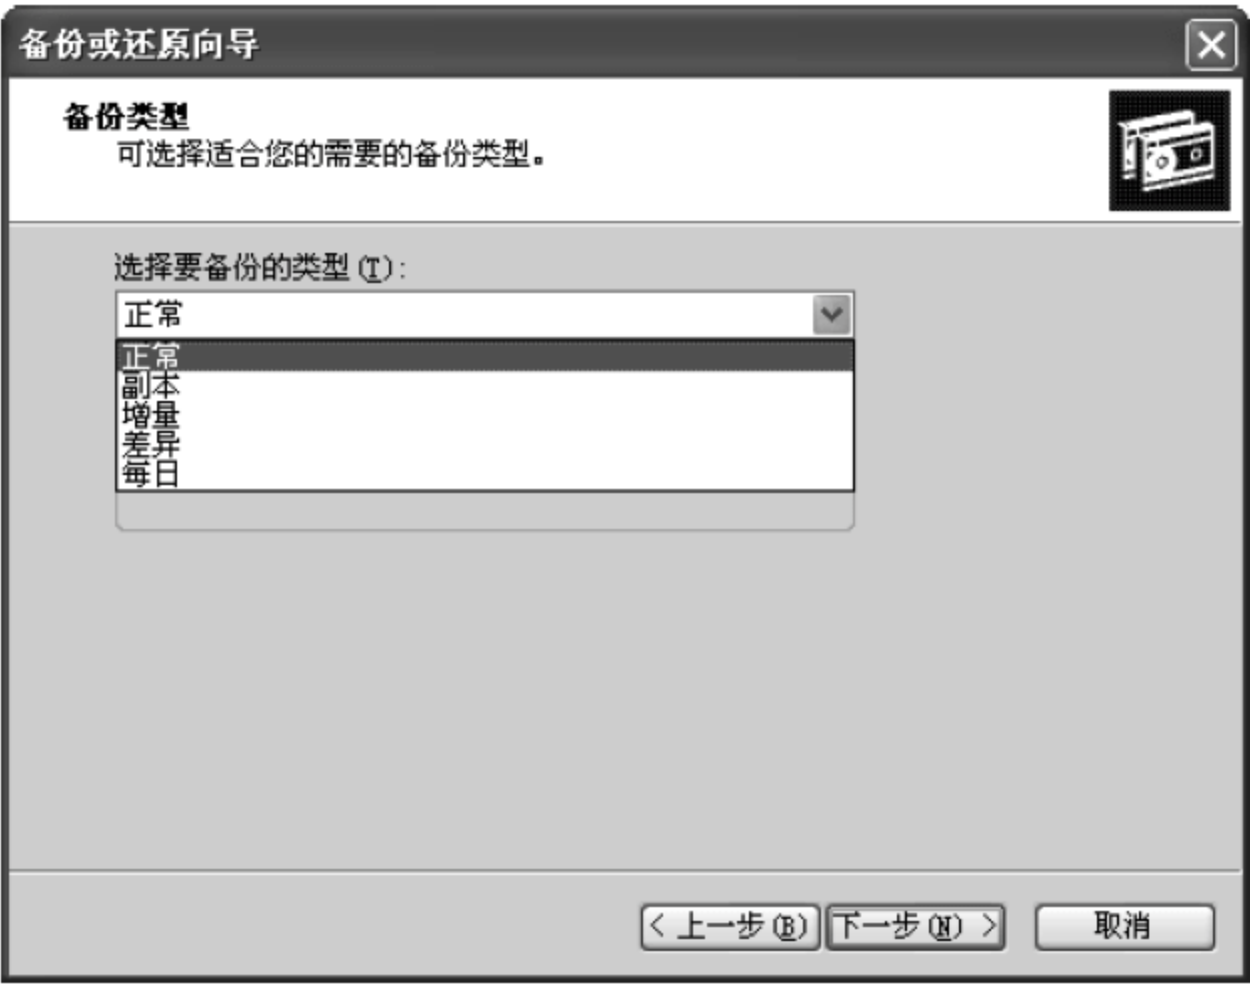 备份或还原向导
备份类型
可选择适合您的需要的备份类型。
选择要备份的类型(T):
正常
正常
副本
增量
差异
每日
< 上一步(B)
下一步(N) >
取消